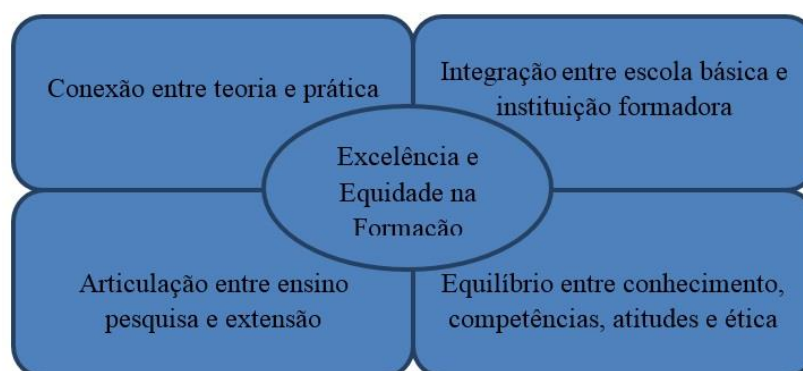 Conexão entre teoria e prática
Integração entre escola básica e
instituição formadora
Excelência e
Equidade na
Formação
Articulação entre ensino
pesquisa e extensão
Equilíbrio entre conhecimento,
competências, atitudes e ética